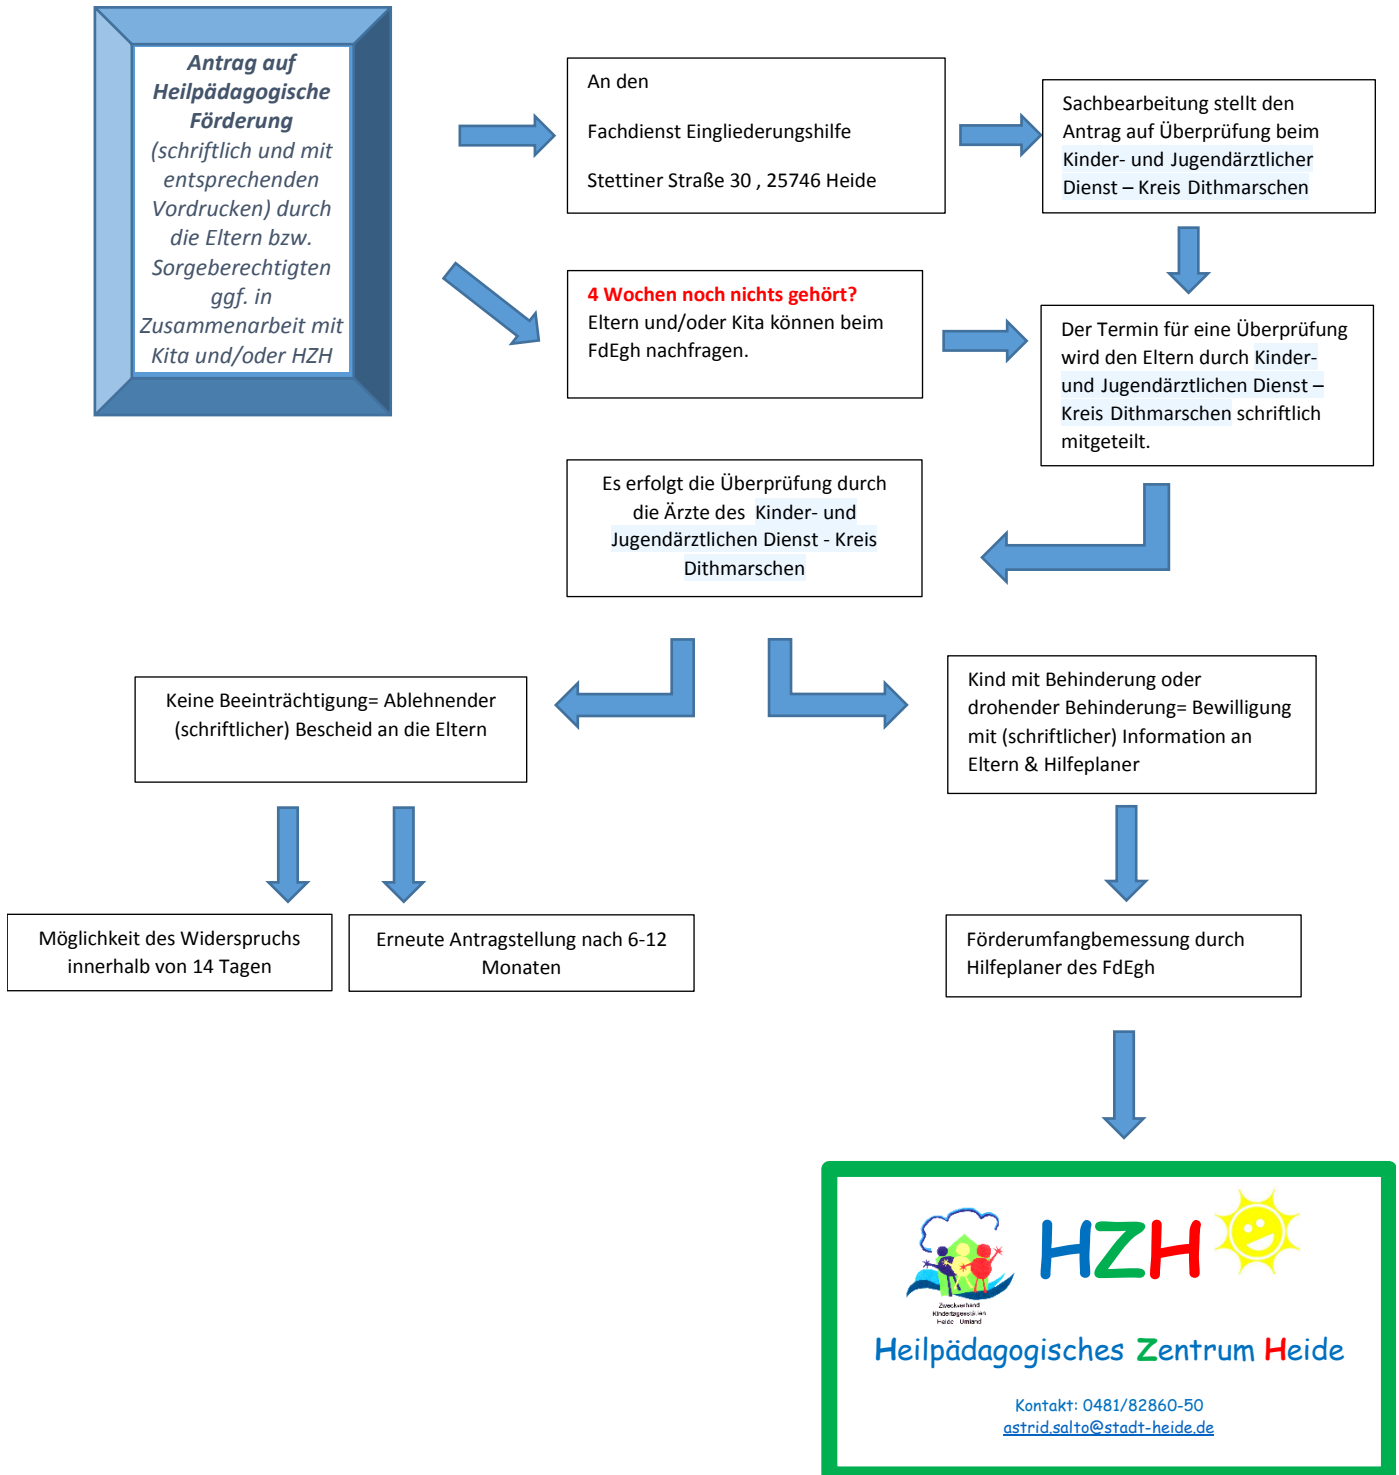 Antrag auf
Heilpädagogische
Förderung
(schriftlich und mit
entsprechenden
Vordrucken) durch
die Eltern bzw.
Sorgeberechtigten
ggf. in
Zusammenarbeit mit
Kita und/oder HZH
An den
Fachdienst Eingliederungshilfe
Stettiner Straße 30 , 25746 Heide
Sachbearbeitung stellt den
Antrag auf Überprüfung beim
Kinder- und Jugendärztlicher
Dienst – Kreis Dithmarschen
4 Wochen noch nichts gehört?
Eltern und/oder Kita können beim
FdEgh nachfragen.
Der Termin für eine Überprüfung
wird den Eltern durch Kinder-
und Jugendärztlichen Dienst –
Kreis Dithmarschen schriftlich
mitgeteilt.
Es erfolgt die Überprüfung durch
die Ärzte des Kinder- und
Jugendärztlichen Dienst - Kreis
Dithmarschen
Keine Beeinträchtigung= Ablehnender
(schriftlicher) Bescheid an die Eltern
Kind mit Behinderung oder
drohender Behinderung= Bewilligung
mit (schriftlicher) Information an
Eltern & Hilfeplaner
Möglichkeit des Widerspruchs
innerhalb von 14 Tagen
Erneute Antragstellung nach 6-12
Monaten
Förderumfangbemessung durch
Hilfeplaner des FdEgh
HZH
Zweckverband
Kindertagesstätten
Heide - Umland
Heilpädagogisches Zentrum Heide
Kontakt: 0481/82860-50
astrid.salto@stadt-heide.de